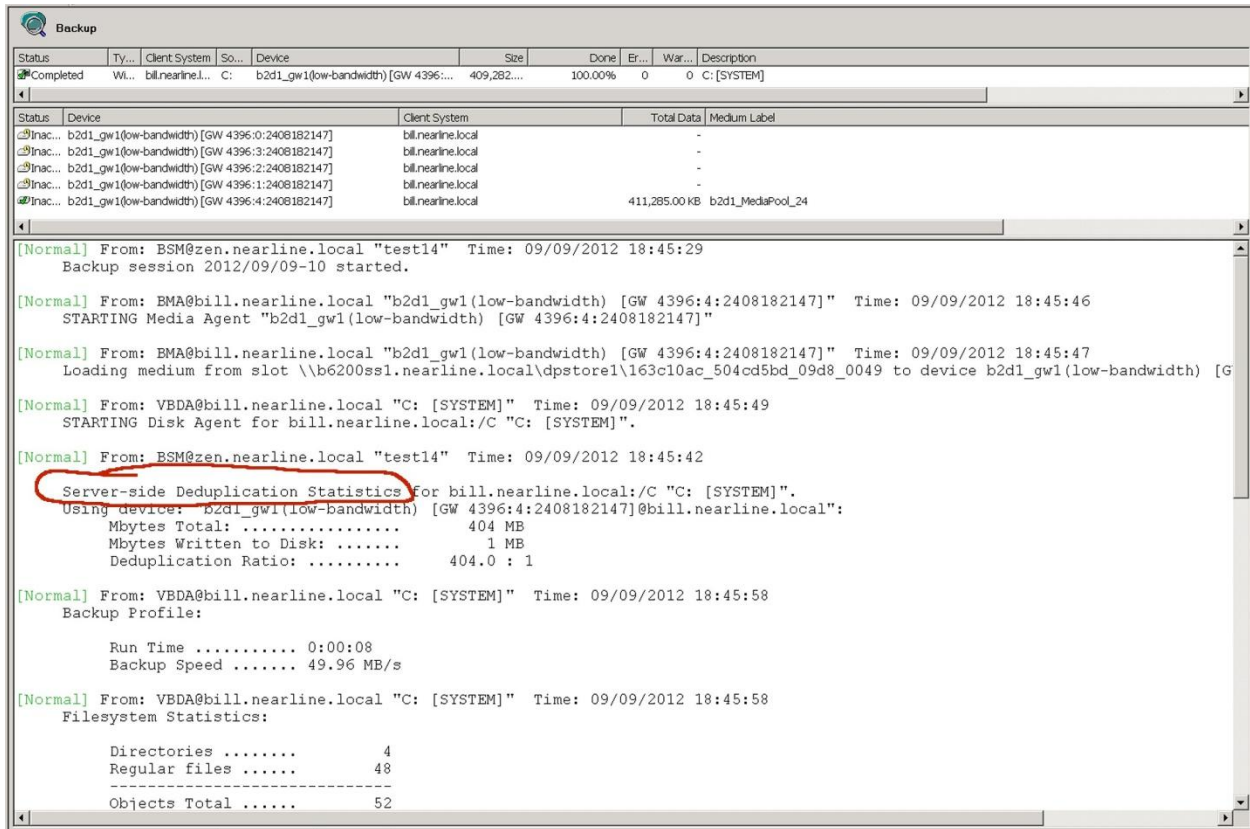 Backup
Status Ty... Client System So... Device Size Done Er... War... Description
Completed Wi... bill.nearline.l... C: b2d1_gw1(low-bandwidth) [GW 4396:... 409,282.... 100.00% 0 0 C: [SYSTEM]
Status Device Client System Total Data Medium Label
Inac... b2d1_gw1(low-bandwidth) [GW 4396:0:2408182147] bill.nearline.local -
Inac... b2d1_gw1(low-bandwidth) [GW 4396:3:2408182147] bill.nearline.local -
Inac... b2d1_gw1(low-bandwidth) [GW 4396:2:2408182147] bill.nearline.local -
Inac... b2d1_gw1(low-bandwidth) [GW 4396:1:2408182147] bill.nearline.local -
Inac... b2d1_gw1(low-bandwidth) [GW 4396:4:2408182147] bill.nearline.local 411,285.00 KB b2d1_MediaPool_24
[Normal] From: BSM@zen.nearline.local "test14" Time: 09/09/2012 18:45:29
Backup session 2012/09/09-10 started.
[Normal] From: BMA@bill.nearline.local "b2d1_gw1(low-bandwidth) [GW 4396:4:2408182147]" Time: 09/09/2012 18:45:46
STARTING Media Agent "b2d1_gw1(low-bandwidth) [GW 4396:4:2408182147]"
[Normal] From: BMA@bill.nearline.local "b2d1_gw1(low-bandwidth) [GW 4396:4:2408182147]" Time: 09/09/2012 18:45:47
Loading medium from slot \\b6200ss1.nearline.local\dpstore1\163c10ac_504cd5bd_09d8_0049 to device b2d1_gw1(low-bandwidth) [G
[Normal] From: VBDA@bill.nearline.local "C: [SYSTEM]" Time: 09/09/2012 18:45:49
STARTING Disk Agent for bill.nearline.local:/C "C: [SYSTEM]".
[Normal] From: BSM@zen.nearline.local "test14" Time: 09/09/2012 18:45:42
Server-side Deduplication Statistics for bill.nearline.local:/C "C: [SYSTEM]".
Using device: "b2d1_gw1(low-bandwidth) [GW 4396:4:2408182147]@bill.nearline.local":
Mbytes Total: ................. 404 MB
Mbytes Written to Disk: ....... 1 MB
Deduplication Ratio: .......... 404.0 : 1
[Normal] From: VBDA@bill.nearline.local "C: [SYSTEM]" Time: 09/09/2012 18:45:58
Backup Profile:
Run Time ........... 0:00:08
Backup Speed ....... 49.96 MB/s
[Normal] From: VBDA@bill.nearline.local "C: [SYSTEM]" Time: 09/09/2012 18:45:58
Filesystem Statistics:
Directories ........ 4
Regular files ...... 48
-------------------------------
Objects Total ...... 52